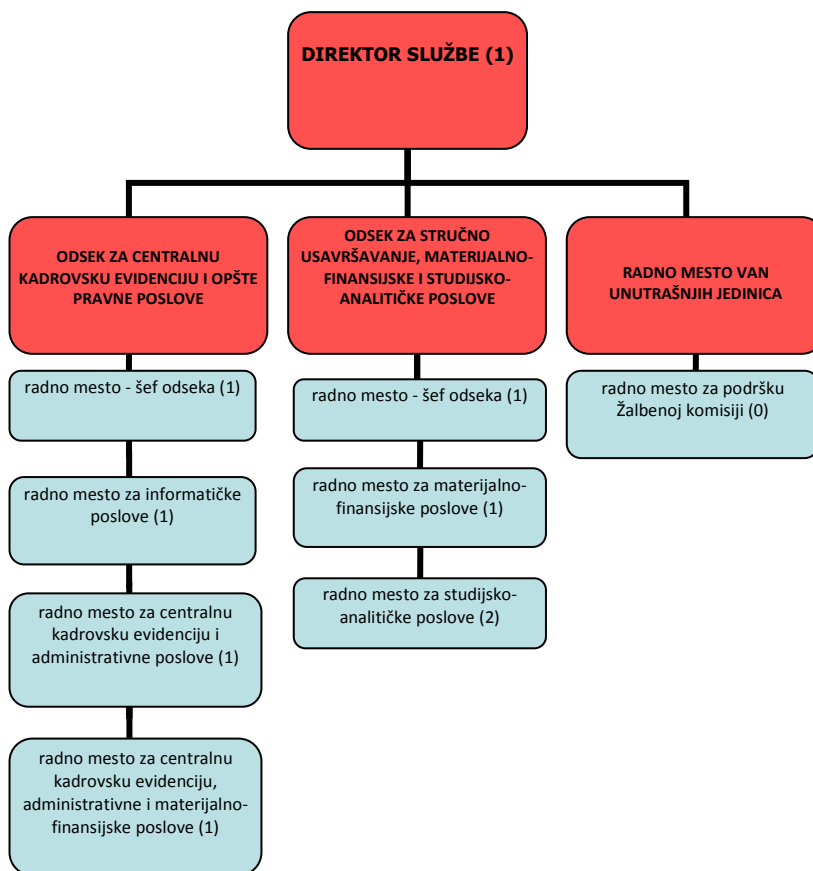 DIREKTOR SLUŽBE (1)
ODSEK ZA CENTRALNU
KADROVSKU EVIDENCIJU I OPŠTE
PRAVNE POSLOVE
radno mesto - šef odseka (1)
radno mesto za informatičke
poslove (1)
radno mesto za centralnu
kadrovsku evidenciju i
administrativne poslove (1)
radno mesto za centralnu
kadrovsku evidenciju,
administrativne i materijalno-
finansijske poslove (1)
ODSEK ZA STRUČNO
USAVRŠAVANJE, MATERIJALNO-
FINANSIJSKE I STUDIJSKO-
ANALITIČKE POSLOVE
radno mesto - šef odseka (1)
radno mesto za materijalno-
finansijske poslove (1)
radno mesto za studijsko-
analitičke poslove (2)
RADNO MESTO VAN
UNUTRAŠNJIH JEDINICA
radno mesto za podršku
Žalbenoj komisiji (0)